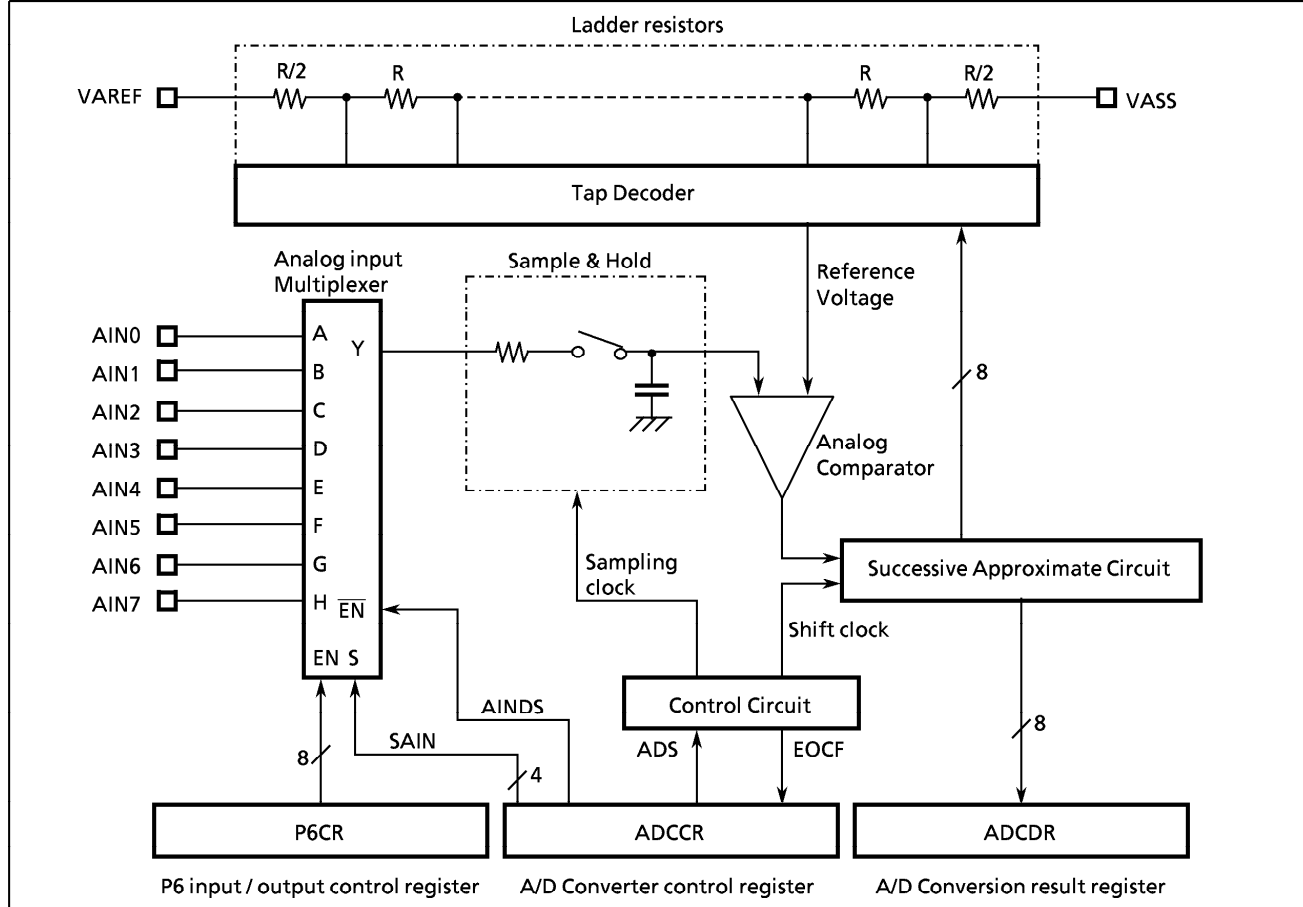 Ladder resistors
R/2
R
R
R/2
VAREF
VASS
Tap Decoder
Analog input
Multiplexer
Sample & Hold
Reference
Voltage
AIN0
AIN1
AIN2
AIN3
AIN4
AIN5
AIN6
AIN7
A
B
C
D
E
F
G
H
Y
EN
EN S
8
Analog
Comparator
Sampling
clock
Successive Approximate Circuit
Shift clock
Control Circuit
AINDS
SAIN
8
4
ADS
EOCF
8
P6CR
ADCCR
ADCDR
P6 input / output control register
A/D Converter control register
A/D Conversion result register